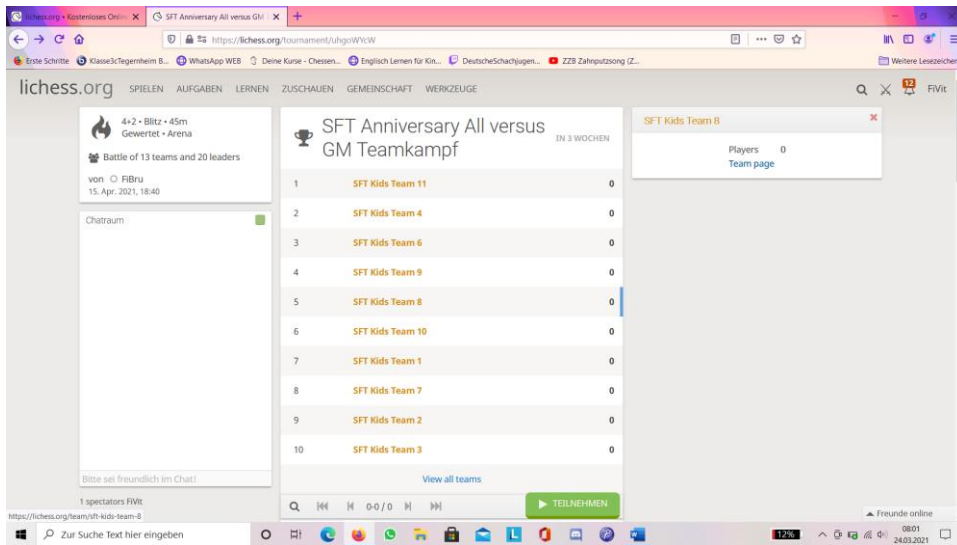 lichess.org • Kostenloses Onlin
SFT Anniversary All versus GM
https://lichess.org/tournament/uhgoWYcW
Erste Schritte
Klasse3cTegernheim B...
WhatsApp WEB
Deine Kurse - Chessen...
Englisch Lernen für Kin...
DeutscheSchachjugen...
ZZB Zahnputzsong (Z...
Weitere Lesezeichen
lichess.org
SPIELEN AUFGABEN LERNEN ZUSCHAUEN GEMEINSCHAFT WERKZEUGE
12
FiVit
4+2 • Blitz • 45m
Gewertet • Arena
Battle of 13 teams and 20 leaders
von FiBru
15. Apr. 2021, 18:40
Chatraum
Bitte sei freundlich im Chat!
1 spectators FiVit
https://lichess.org/team/sft-kids-team-8
SFT Anniversary All versus
GM Teamkampf
IN 3 WOCHEN
1 SFT Kids Team 11 0
2 SFT Kids Team 4 0
3 SFT Kids Team 6 0
4 SFT Kids Team 9 0
5 SFT Kids Team 8 0
6 SFT Kids Team 10 0
7 SFT Kids Team 1 0
8 SFT Kids Team 7 0
9 SFT Kids Team 2 0
10 SFT Kids Team 3 0
View all teams
0-0 / 0
TEILNEHMEN
SFT Kids Team 8
Players 0
Team page
Freunde online
Zur Suche Text hier eingeben
12%
08:01
24.03.2021